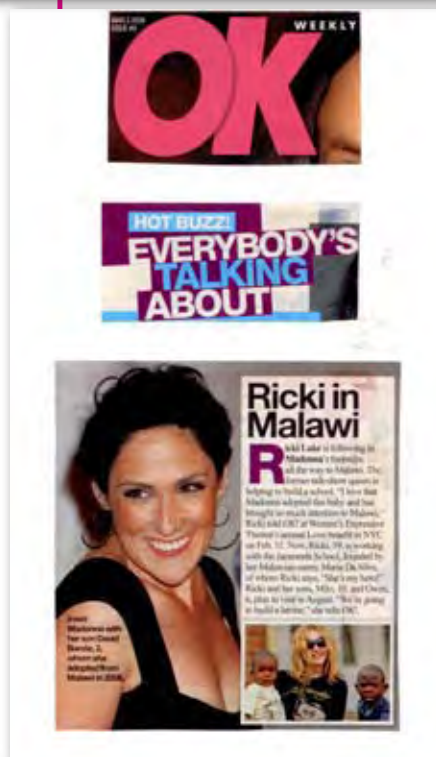 WEEKLY
OK
HOT BUZZ!
EVERYBODY'S
TALKING
ABOUT
Ricki in
Malawi
Ricki Lake is following in
Madonna's footsteps
all the way to Malawi. The
former talk-show queen is
helping to build a school. "I love that
Madonna adopted this baby and has
brought so much attention to Malawi,"
Ricki told OK! at Women's Expressive
Theater's annual Love benefit in NYC
on Feb. 12. Now, Ricki, 39, is working
with the School, founded by
her Malawian nanny, Marie Da Silva,
of whom Ricki says, "She's my hero!"
Ricki and her sons, Milo, 10, and Owen,
6, plan to visit in August. "We're going
to build a latrine," she tells OK!.
Madonna with
her son David
Banda, 2,
whom she
adopted from
Malawi in 2006.